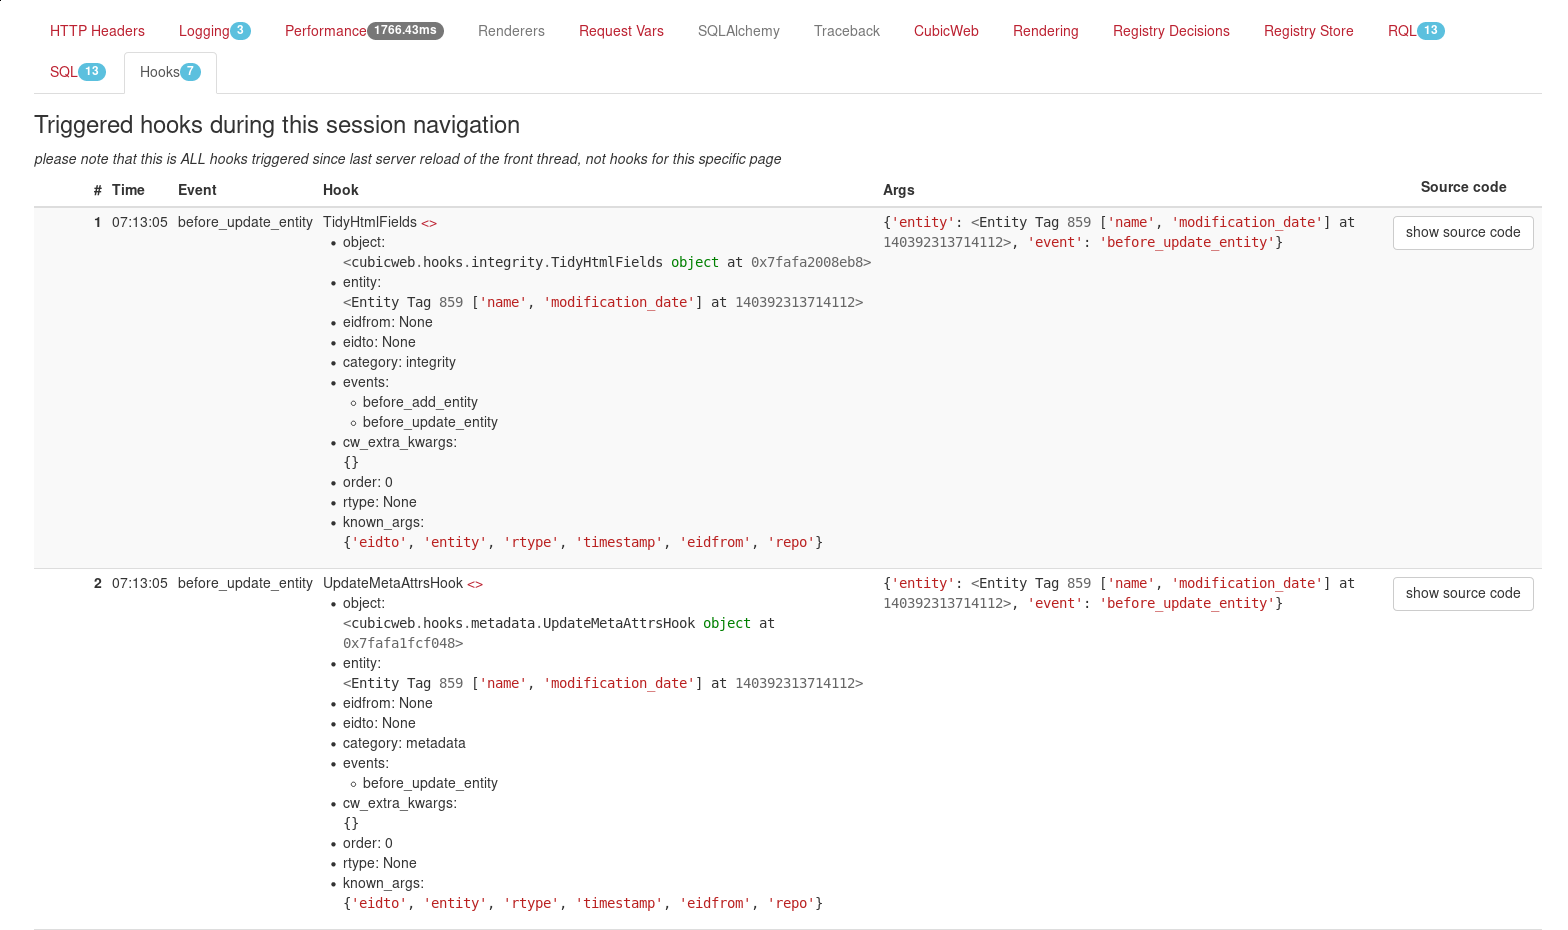 HTTP Headers Logging 3 Performance 1766.43ms Renderers Request Vars SQLAlchemy Traceback CubicWeb Rendering Registry Decisions Registry Store RQL 13
SQL 13 Hooks 7
Triggered hooks during this session navigation
please note that this is ALL hooks triggered since last server reload of the front thread, not hooks for this specific page
# Time Event Hook Args Source code
1 07:13:05 before_update_entity TidyHtmlFields <> {'entity': <Entity Tag 859 ['name', 'modification_date'] at show source code
• object: 140392313714112>, 'event': 'before_update_entity'}
<cubicweb.hooks.integrity.TidyHtmlFields object at 0x7fafa2008eb8>
• entity:
<Entity Tag 859 ['name', 'modification_date'] at 140392313714112>
• eidfrom: None
• eidto: None
• category: integrity
• events:
◦ before_add_entity
◦ before_update_entity
• cw_extra_kwargs:
{}
• order: 0
• rtype: None
• known_args:
{'eidto', 'entity', 'rtype', 'timestamp', 'eidfrom', 'repo'}
2 07:13:05 before_update_entity UpdateMetaAttrsHook <> {'entity': <Entity Tag 859 ['name', 'modification_date'] at show source code
• object: 140392313714112>, 'event': 'before_update_entity'}
<cubicweb.hooks.metadata.UpdateMetaAttrsHook object at
0x7fafa1fcf048>
• entity:
<Entity Tag 859 ['name', 'modification_date'] at 140392313714112>
• eidfrom: None
• eidto: None
• category: metadata
• events:
◦ before_update_entity
• cw_extra_kwargs:
{}
• order: 0
• rtype: None
• known_args:
{'eidto', 'entity', 'rtype', 'timestamp', 'eidfrom', 'repo'}